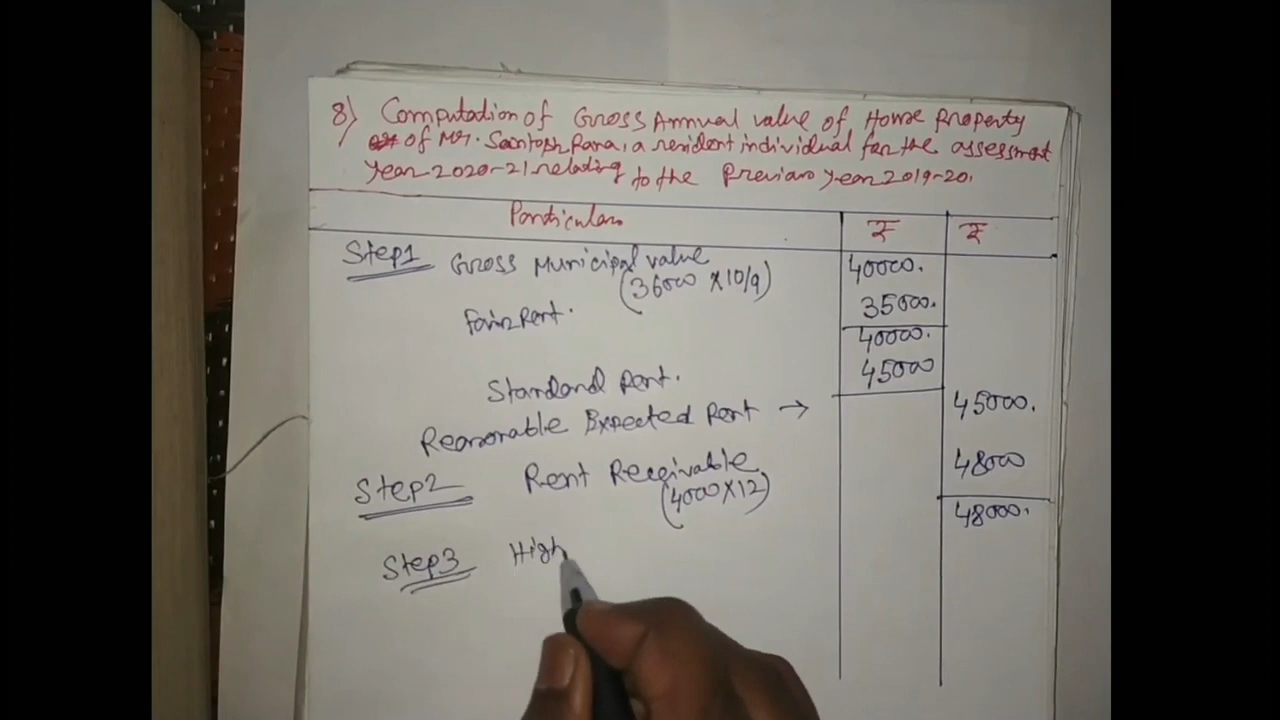 8) Computation of Gross Annual value of House Property
of Mr. Santosh Para, a resident individual for the assessment
year 2020-21 relating to the Previous year 2019-20.
Particulars ₹ ₹
Step1 Gross Municipal value 40000.
(36000 × 10/9)
Fair Rent. 35000.
40000.
Standard Rent. 45000
Reasonable Expected Rent → 45000.
Step2 Rent Receivable 48000
(4000 × 12)
48000.
Step3 High